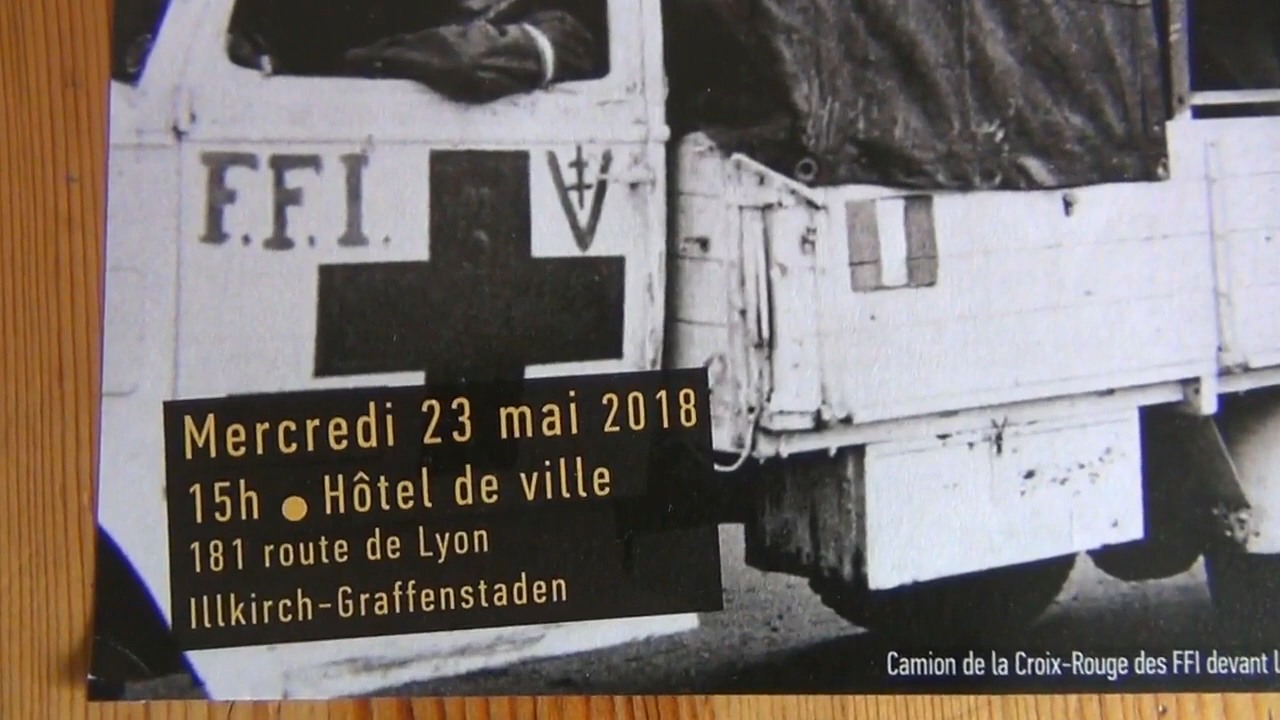 F.F.I.
V
Mercredi 23 mai 2018
15h ● Hôtel de ville
181 route de Lyon
Illkirch-Graffenstaden
Camion de la Croix-Rouge des FFI devant